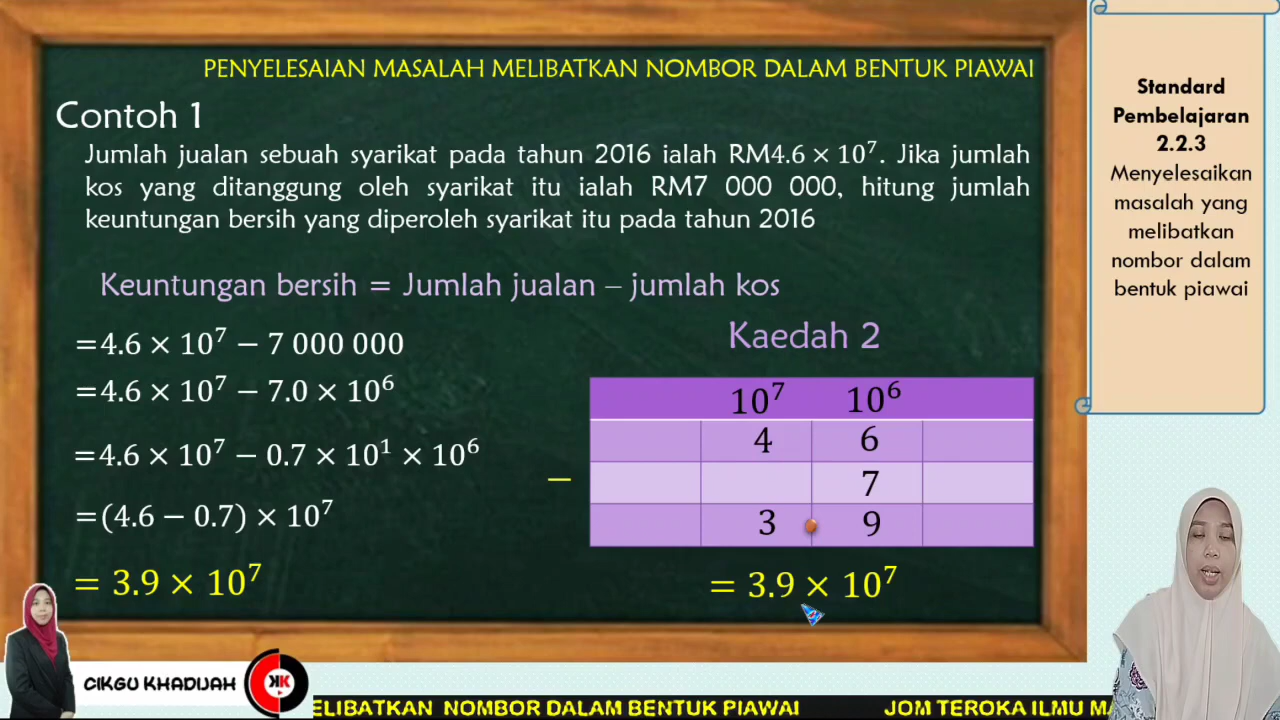 PENYELESAIAN MASALAH MELIBATKAN NOMBOR DALAM BENTUK PIAWAI
Contoh 1
Jumlah jualan sebuah syarikat pada tahun 2016 ialah RM4.6 × 10⁷. Jika jumlah
kos yang ditanggung oleh syarikat itu ialah RM7 000 000, hitung jumlah
keuntungan bersih yang diperoleh syarikat itu pada tahun 2016
Keuntungan bersih = Jumlah jualan – jumlah kos
=4.6 × 10⁷ − 7 000 000
=4.6 × 10⁷ − 7.0 × 10⁶
=4.6 × 10⁷ − 0.7 × 10¹ × 10⁶
=(4.6 − 0.7) × 10⁷
= 3.9 × 10⁷
Kaedah 2
10⁷ 10⁶
4 6
− 7
3 . 9
= 3.9 × 10⁷
Standard
Pembelajaran
2.2.3
Menyelesaikan
masalah yang
melibatkan
nombor dalam
bentuk piawai
CIKGU KHADIJAH
KK
ELIBATKAN NOMBOR DALAM BENTUK PIAWAI JOM TEROKA ILMU MA